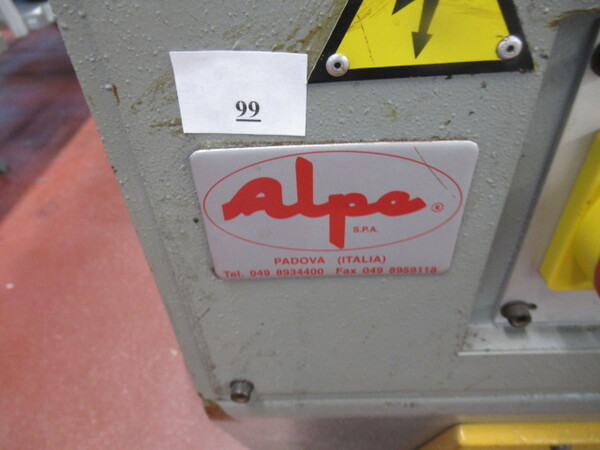 99
Alpe ®
S.P.A.
PADOVA (ITALIA)
Tel. 049 8934400 Fax 049 8959118